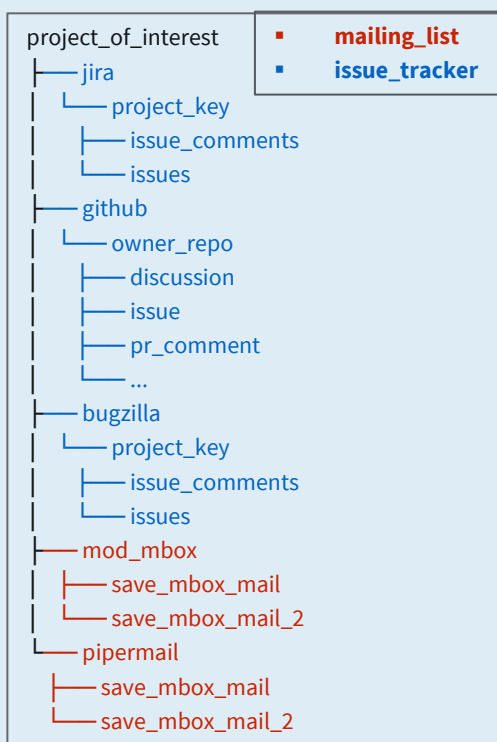 project_of_interest
▪ mailing_list
▪ issue_tracker
├── jira
│ └── project_key
│ ├── issue_comments
│ └── issues
├── github
│ └── owner_repo
│ ├── discussion
│ ├── issue
│ ├── pr_comment
│ └── ...
├── bugzilla
│ └── project_key
│ ├── issue_comments
│ └── issues
├── mod_mbox
│ ├── save_mbox_mail
│ └── save_mbox_mail_2
└── pipermail
├── save_mbox_mail
└── save_mbox_mail_2